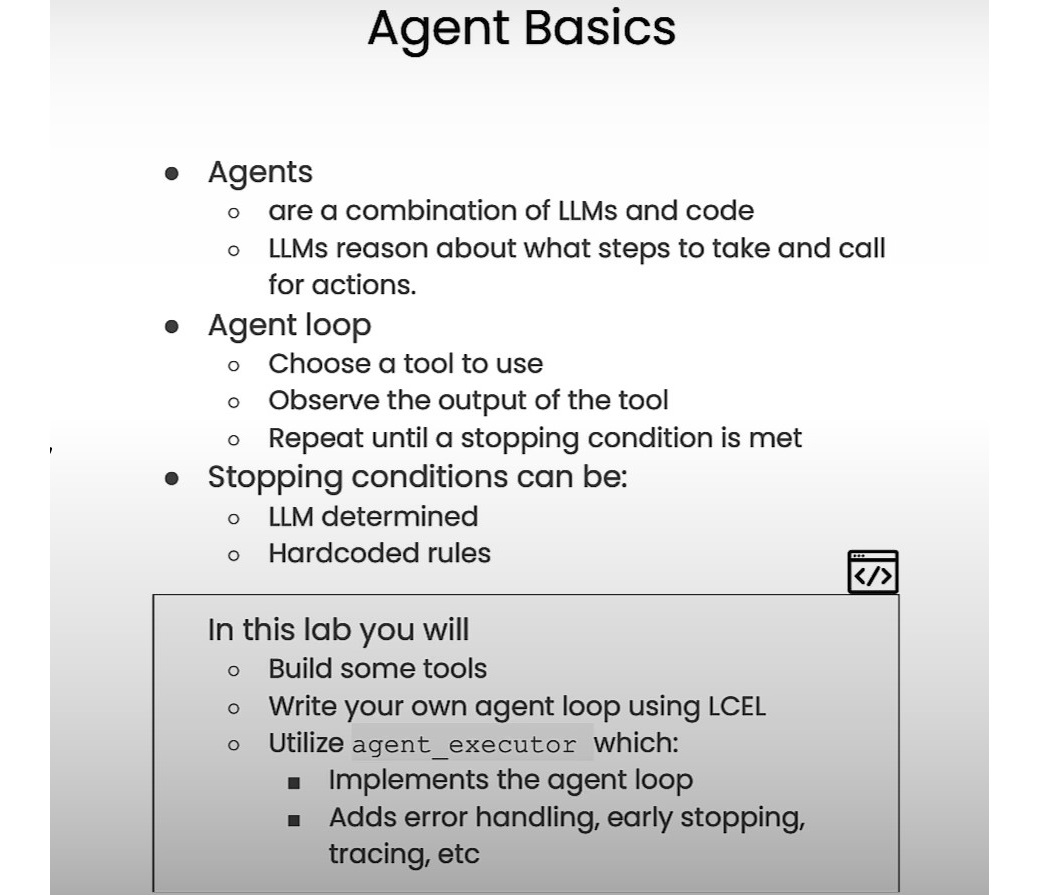 Agent Basics
● Agents
○ are a combination of LLMs and code
○ LLMs reason about what steps to take and call
for actions.
● Agent loop
○ Choose a tool to use
○ Observe the output of the tool
○ Repeat until a stopping condition is met
● Stopping conditions can be:
○ LLM determined
○ Hardcoded rules
</>
In this lab you will
○ Build some tools
○ Write your own agent loop using LCEL
○ Utilize agent_executor which:
■ Implements the agent loop
■ Adds error handling, early stopping,
tracing, etc